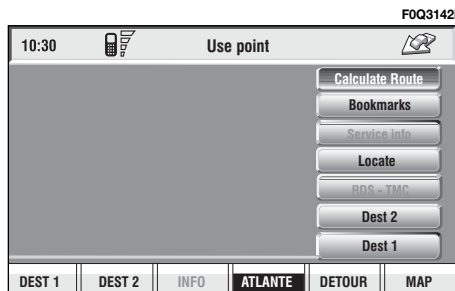 F0Q3142i
10:30 Use point
Calculate Route
Bookmarks
Service info
Locate
RDS - TMC
Dest 2
Dest 1
DEST 1 DEST 2 INFO ATLANTE DETOUR MAP